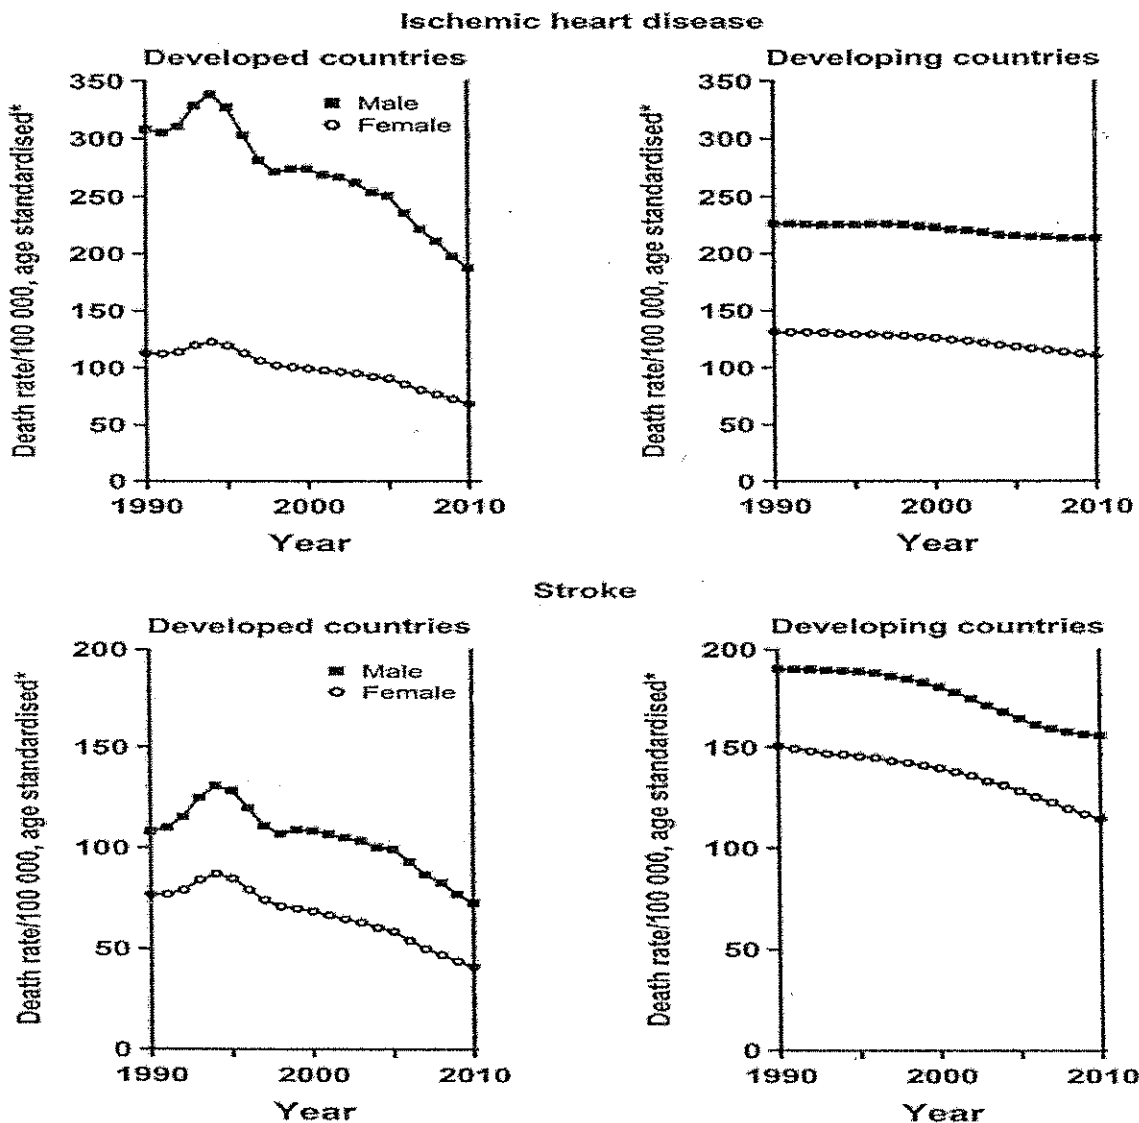 Ischemic heart disease
Developed countries
Death rate/100 000, age standardised*
350
300
250
200
150
100
50
0
Male
Female
1990
2000
2010
Year
Developing countries
Death rate/100 000, age standardised*
350
300
250
200
150
100
50
0
1990
2000
2010
Year
Stroke
Developed countries
Death rate/100 000, age standardised*
200
150
100
50
0
Male
Female
1990
2000
2010
Year
Developing countries
Death rate/100 000, age standardised*
200
150
100
50
0
1990
2000
2010
Year